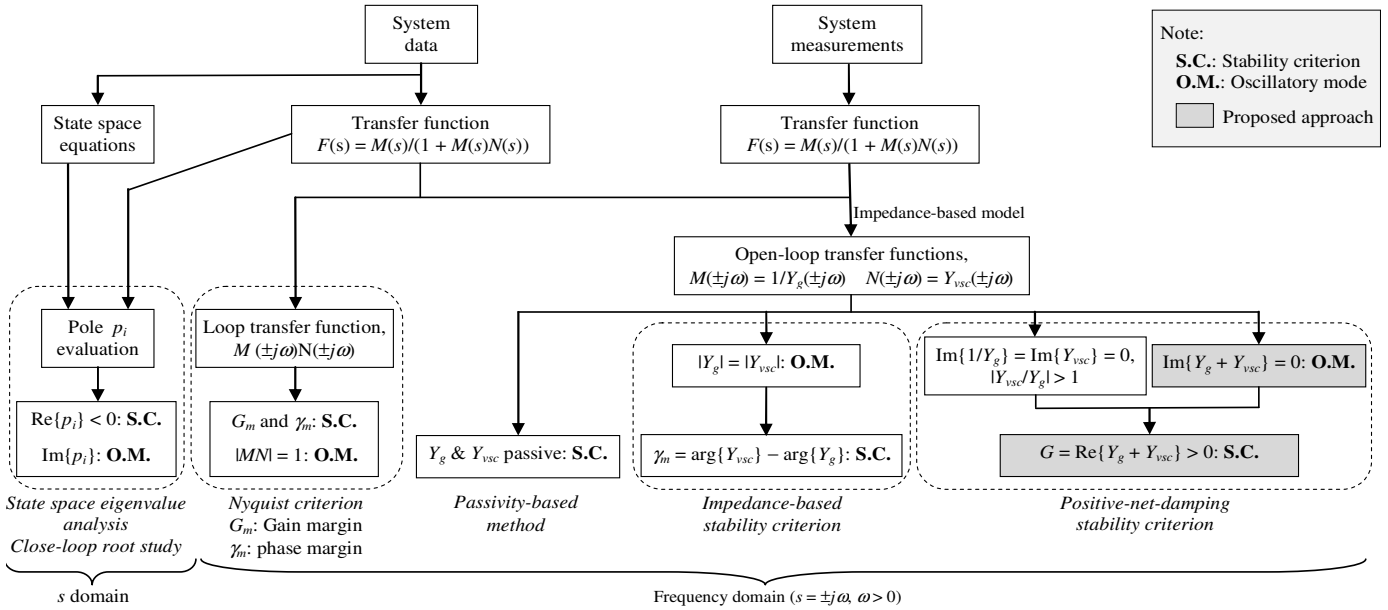 System
data
System
measurements
Note:
S.C.: Stability criterion
O.M.: Oscillatory mode
Proposed approach
State space
equations
Transfer function
F(s) = M(s)/(1 + M(s)N(s))
Transfer function
F(s) = M(s)/(1 + M(s)N(s))
Impedance-based model
Open-loop transfer functions,
M(±jω) = 1/Y_g(±jω) N(±jω) = Y_vsc(±jω)
Pole p_i
evaluation
Loop transfer function,
M (±jω)N(±jω)
|Y_g| = |Y_vsc|: O.M.
Im{1/Y_g} = Im{Y_vsc} = 0,
|Y_vsc/Y_g| > 1
Im{Y_g + Y_vsc} = 0: O.M.
Re{p_i} < 0: S.C.
Im{p_i}: O.M.
G_m and γ_m: S.C.
|MN| = 1: O.M.
Y_g & Y_vsc passive: S.C.
γ_m = arg{Y_vsc} − arg{Y_g}: S.C.
G = Re{Y_g + Y_vsc} > 0: S.C.
State space eigenvalue
analysis
Close-loop root study
Nyquist criterion
G_m: Gain margin
γ_m: phase margin
Passivity-based
method
Impedance-based
stability criterion
Positive-net-damping
stability criterion
s domain
Frequency domain (s = ±jω, ω > 0)